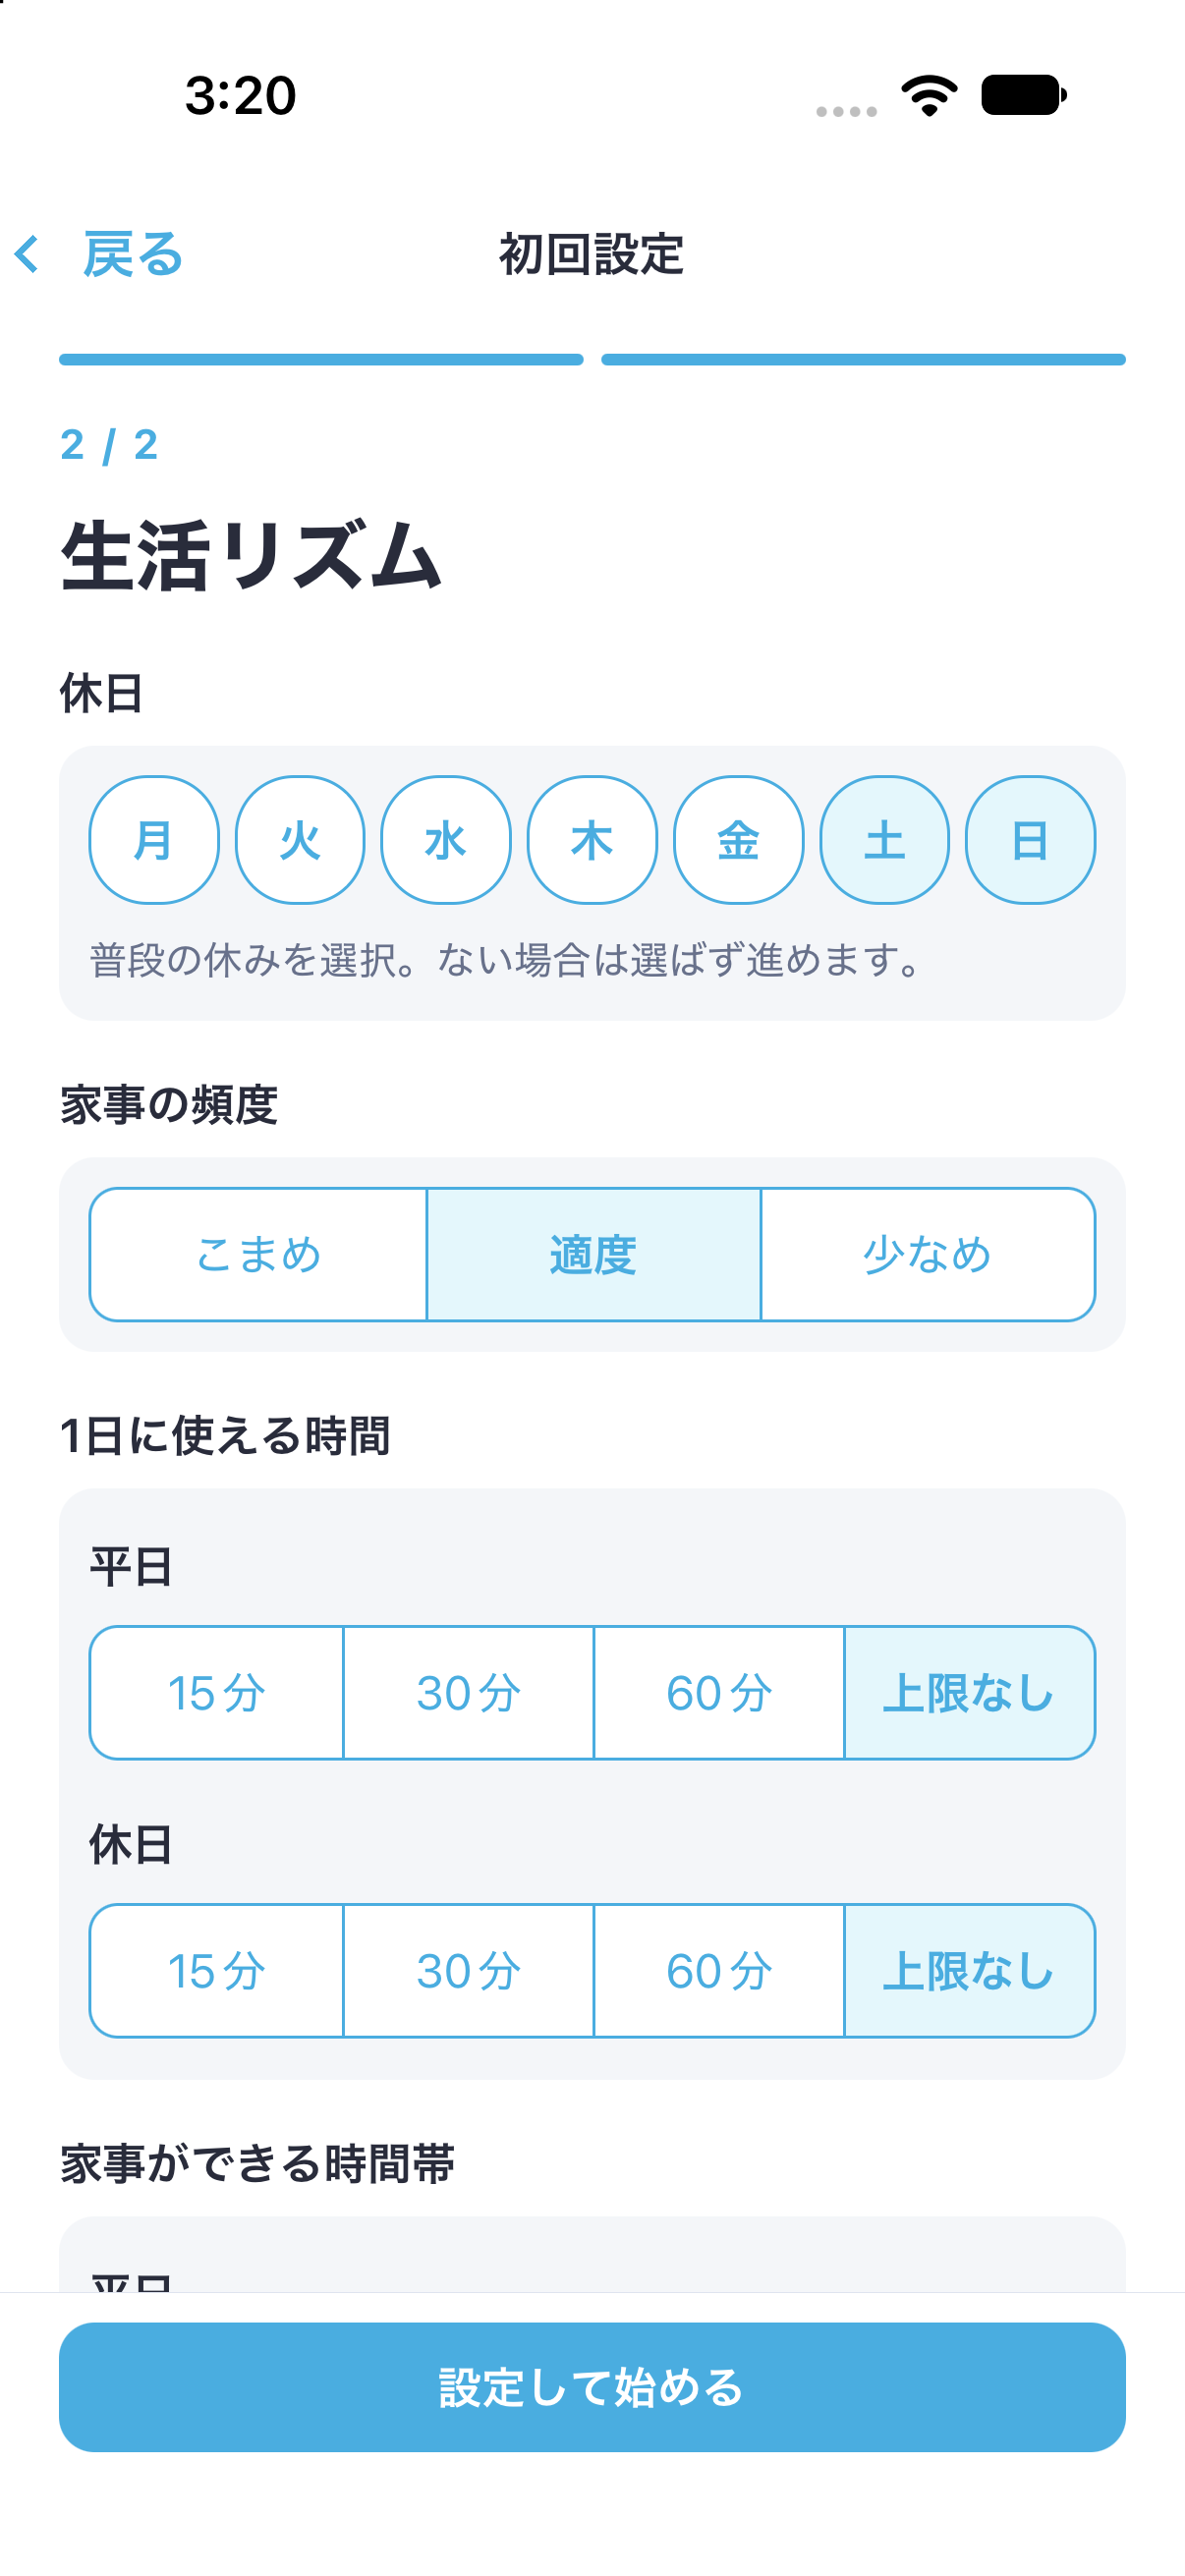 3:20
戻る
初回設定
2 / 2
生活リズム
休日
月 火 水 木 金 土 日
普段の休みを選択。ない場合は選ばず進めます。
家事の頻度
こまめ 適度 少なめ
1日に使える時間
平日
15分 30分 60分 上限なし
休日
15分 30分 60分 上限なし
家事ができる時間帯
平日
設定して始める